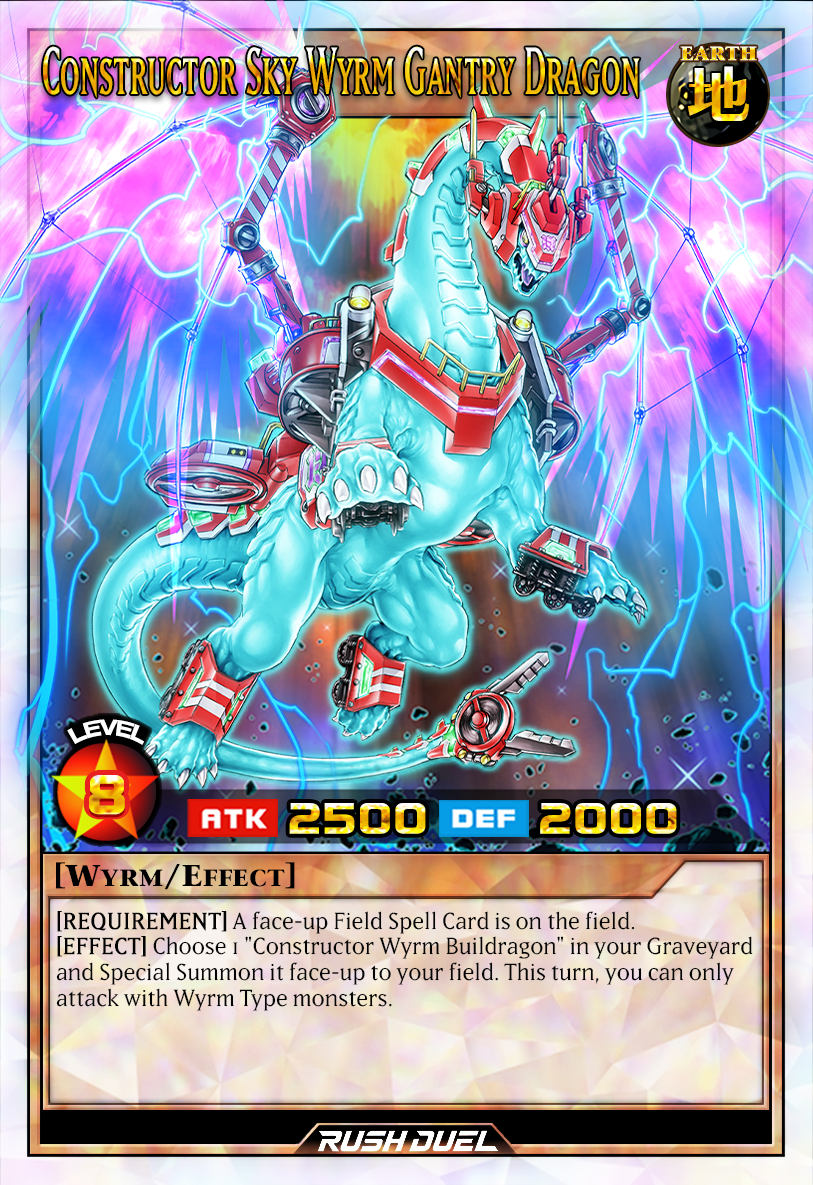 Constructor Sky Wyrm Gantry Dragon
EARTH
地
LEVEL
8
ATK 2500 DEF 2000
[Wyrm/Effect]
[REQUIREMENT] A face-up Field Spell Card is on the field.
[EFFECT] Choose 1 "Constructor Wyrm Buildragon" in your Graveyard
and Special Summon it face-up to your field. This turn, you can only
attack with Wyrm Type monsters.
RUSH DUEL